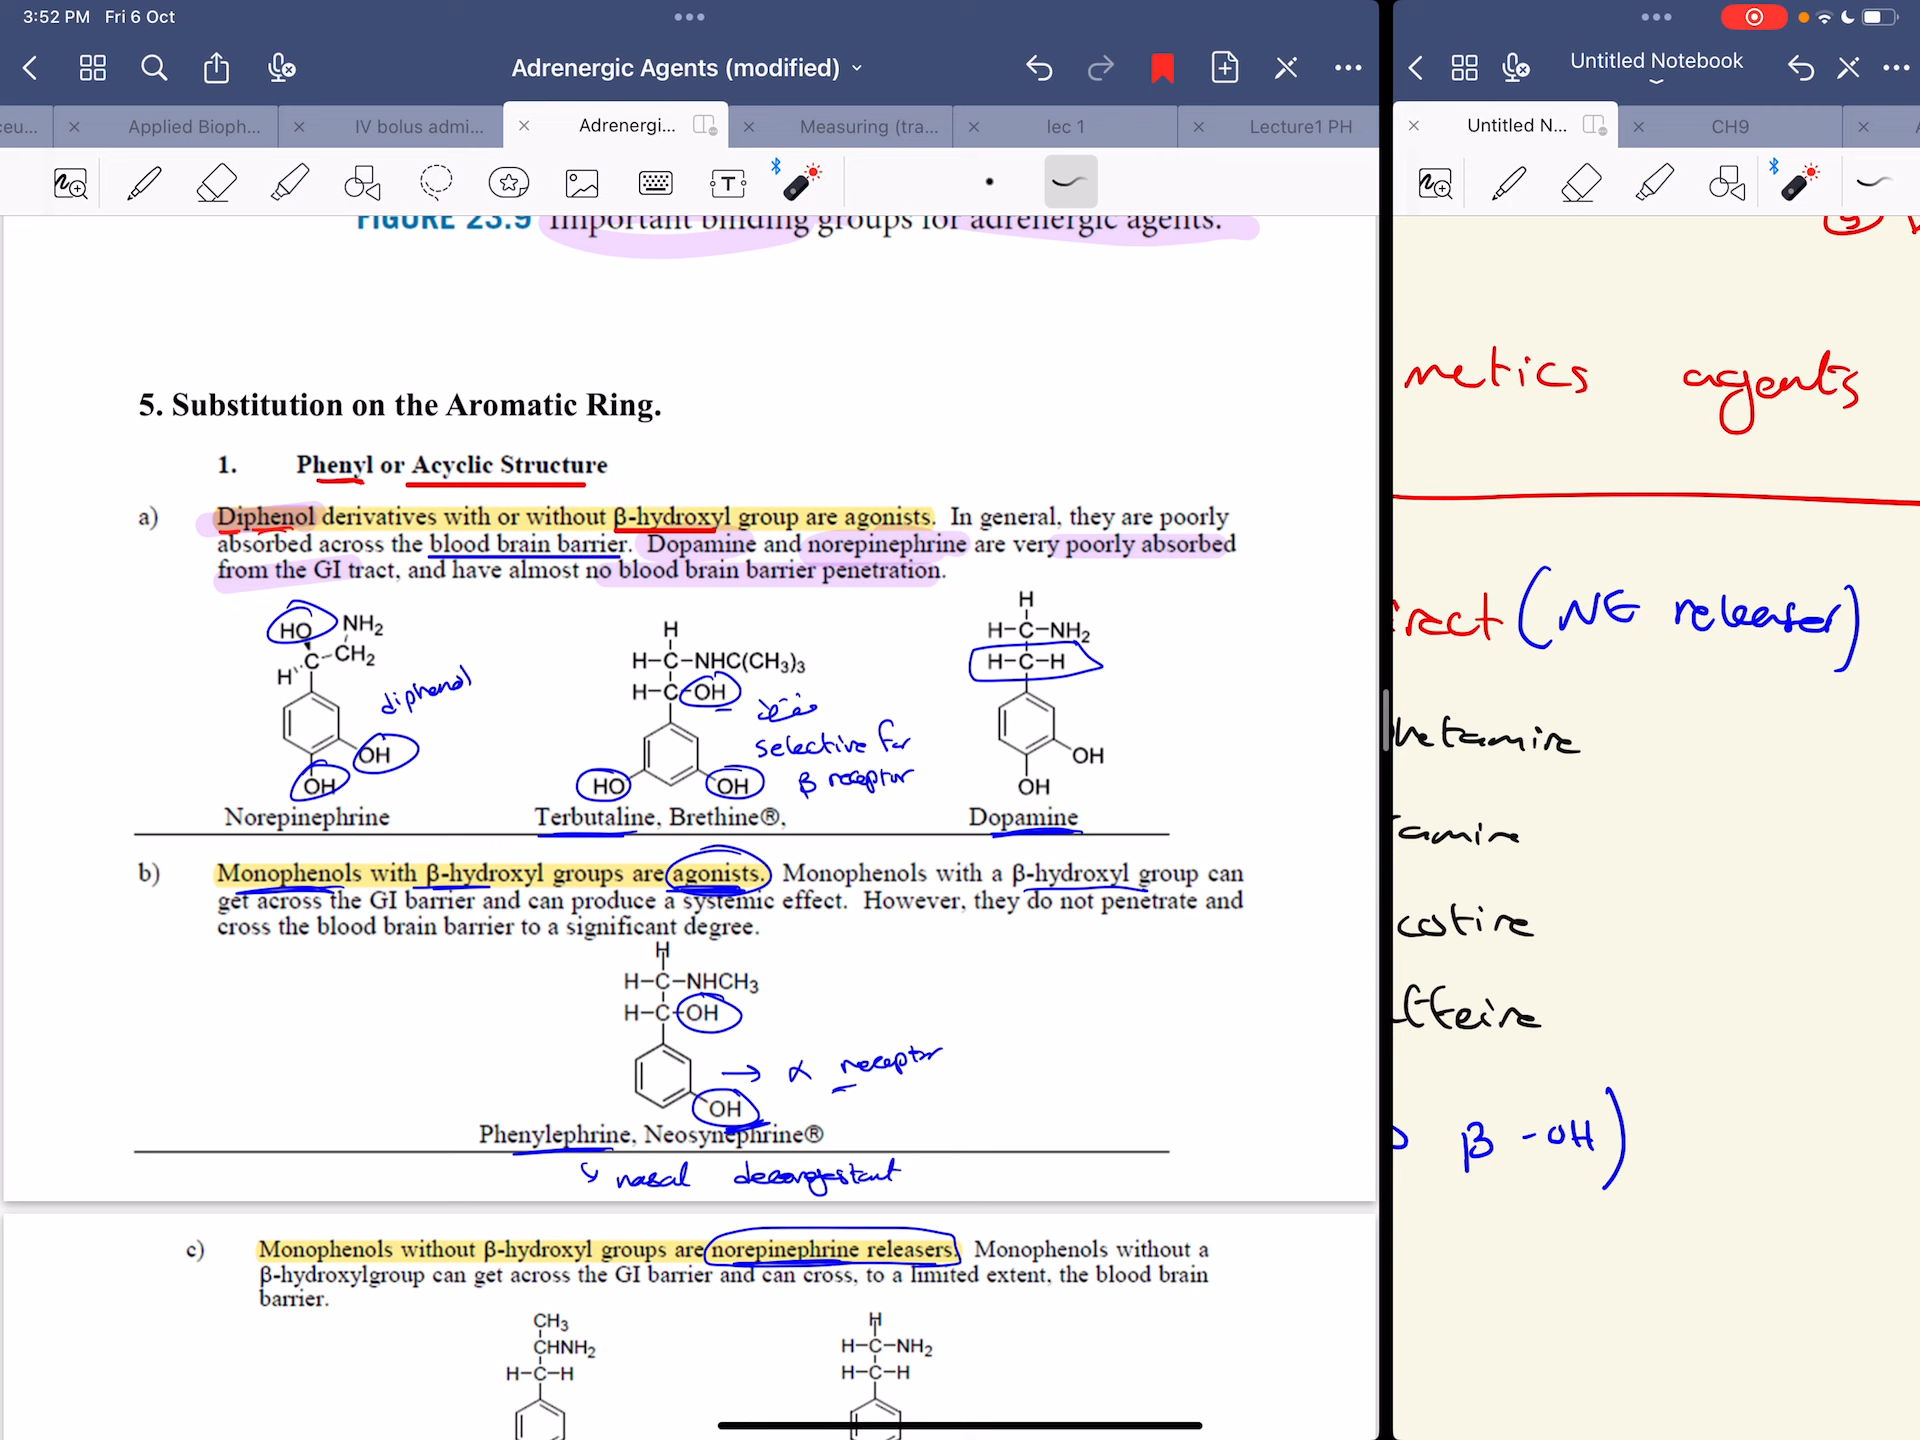 3:52 PM Fri 6 Oct
Adrenergic Agents (modified)
Untitled Notebook
ceu...
Applied Bioph...
IV bolus admi...
Adrenergi...
Measuring (tra...
lec 1
Lecture1 PH
Untitled N...
CH9
FIGURE 23.9 Important binding groups for adrenergic agents.
5. Substitution on the Aromatic Ring.
1. Phenyl or Acyclic Structure
a) Diphenol derivatives with or without β-hydroxyl group are agonists. In general, they are poorly
absorbed across the blood brain barrier. Dopamine and norepinephrine are very poorly absorbed
from the GI tract, and have almost no blood brain barrier penetration.
HO NH2
C-CH2
H
OH
OH
diphenol
Norepinephrine
H
H-C-NHC(CH3)3
H-C-OH
HO OH
selective for
β receptor
Terbutaline, Brethine®,
H
H-C-NH2
H-C-H
OH
OH
Dopamine
b) Monophenols with β-hydroxyl groups are agonists. Monophenols with a β-hydroxyl group can
get across the GI barrier and can produce a systemic effect. However, they do not penetrate and
cross the blood brain barrier to a significant degree.
H
H-C-NHCH3
H-C-OH
OH
→ α receptor
Phenylephrine, Neosynephrine®
↳ nasal decongestant
c) Monophenols without β-hydroxyl groups are norepinephrine releasers. Monophenols without a
β-hydroxylgroup can get across the GI barrier and can cross, to a limited extent, the blood brain
barrier.
CH3
CHNH2
H-C-H
H
H-C-NH2
H-C-H
metics agents
irect (NE releaser)
hetamine
tamine
cotine
ffeine
β -OH)